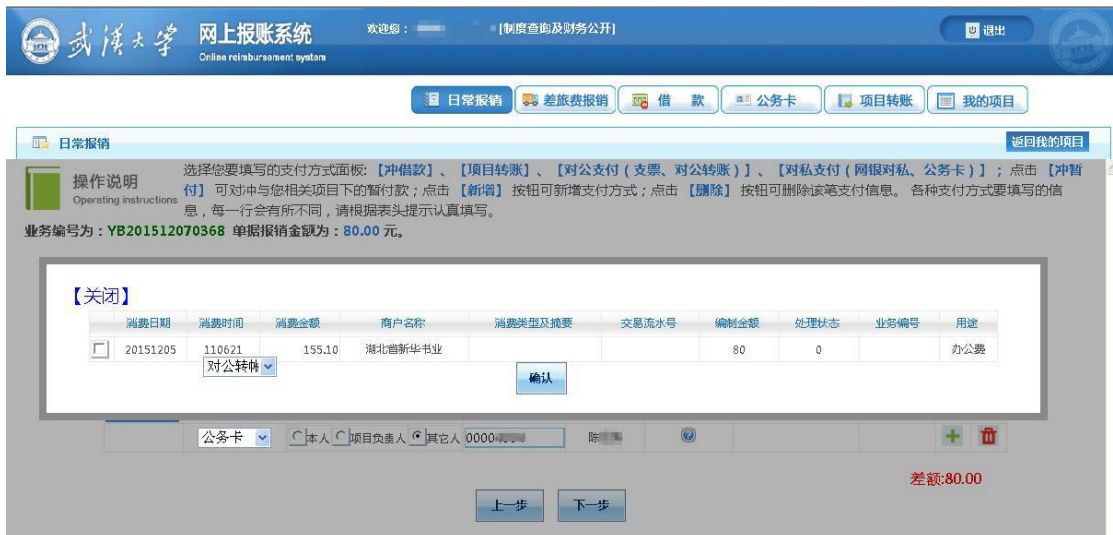 武汉大学 网上报账系统 欢迎您： [制度查询及财务公开] 退出
Online reimbursement system
日常报销 差旅费报销 借 款 公务卡 项目转账 我的项目
日常报销 返回我的项目
操作说明
Operating instructions
选择您要填写的支付方式面板:【冲借款】、【项目转账】、【对公支付(支票、对公转账)】、【对私支付(网银对私、公务卡)】；点击【冲暂
付】可对冲与您相关项目下的暂付款；点击【新增】按钮可新增支付方式；点击【删除】按钮可删除该笔支付信息。各种支付方式要填写的信
息，每一行会有所不同，请根据表头提示认真填写。
业务编号为：YB201512070368 单据报销金额为：80.00 元。
【关闭】
消费日期 消费时间 消费金额 商户名称 消费类型及摘要 交易流水号 编制金额 处理状态 业务编号 用途
20151205 110621 155.10 湖北省新华书业 80 0 办公费
对公转帐
确认
公务卡 本人 项目负责人 其它人 0000 陈
差额:80.00
上一步 下一步